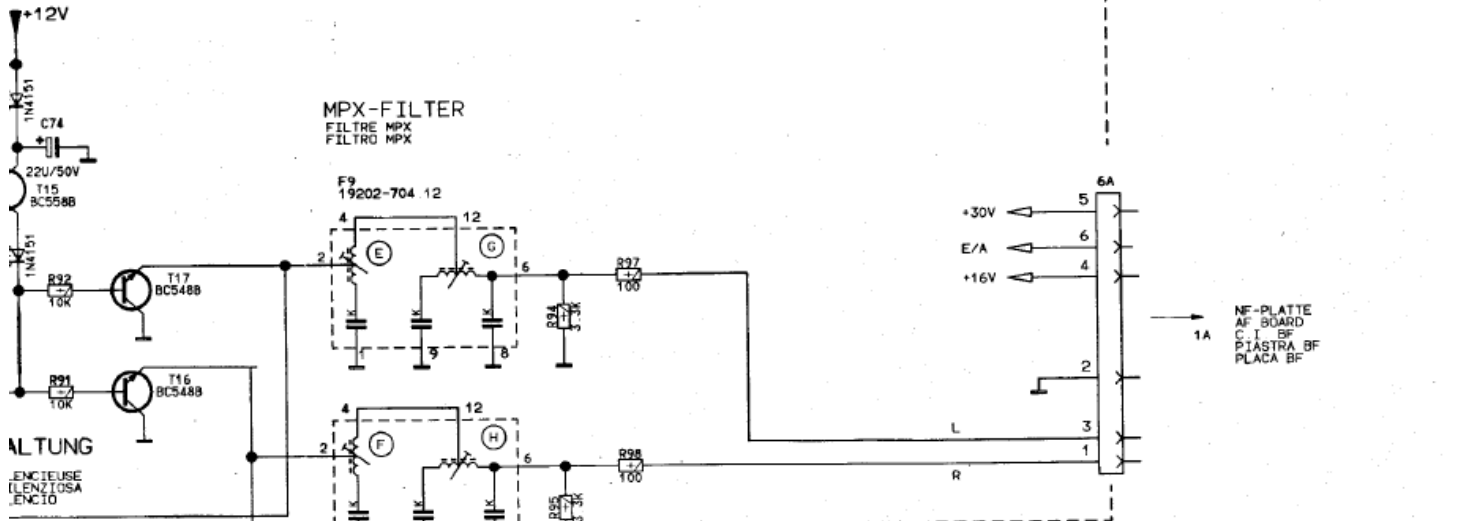 +12V
1N4151
C74
+
22U/50V
T15
BC558B
1N4151
R92
10K
T17
BC548B
R91
10K
T16
BC548B
ALTUNG
ENCIEUSE
ILENZIOSA
LENCIO
MPX-FILTER
FILTRE MPX
FILTRO MPX
F9
19202-704.12
4
12
2
E
G
6
K
K
K
1
9
8
R94
3.3K
R97
100
4
12
2
F
H
6
K
K
K
R95
3.3K
R98
100
L
R
6A
+30V
5
E/A
6
+16V
4
2
3
1
1A
NF-PLATTE
AF BOARD
C.I. BF
PIASTRA BF
PLACA BF